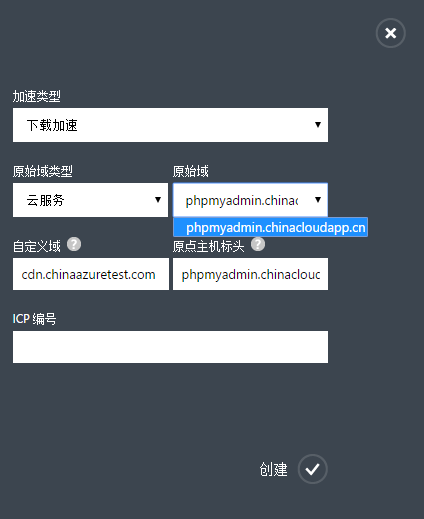 加速类型
下载加速
原始域类型 原始域
云服务 phpmyadmin.chinac
phpmyadmin.chinacloudapp.cn
自定义域 ? 原点主机标头 ?
cdn.chinaazuretest.com phpmyadmin.chinaclouc
ICP 编号
创建